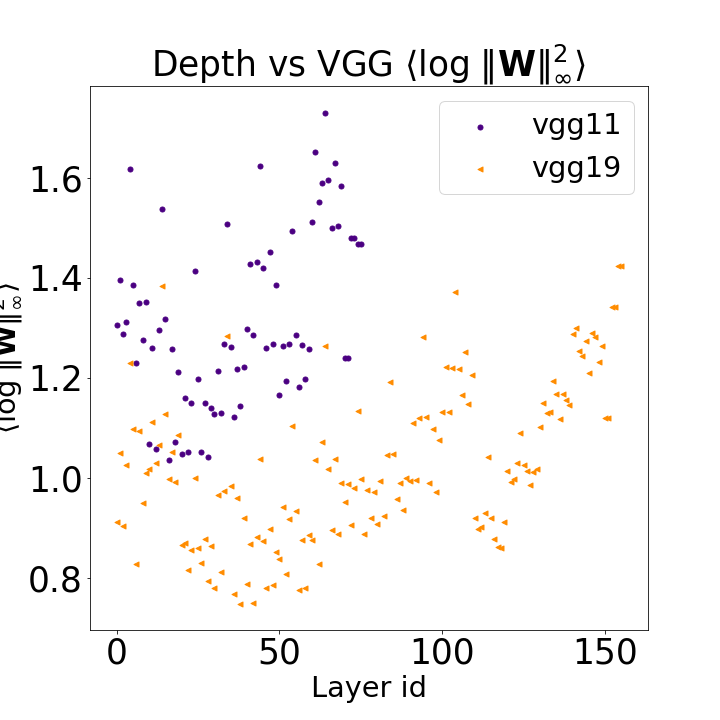 Depth vs VGG ⟨log ‖W‖²∞⟩
vgg11
vgg19
1.6
1.4
1.2
1.0
0.8
⟨log ‖W‖²∞⟩
0 50 100 150
Layer id